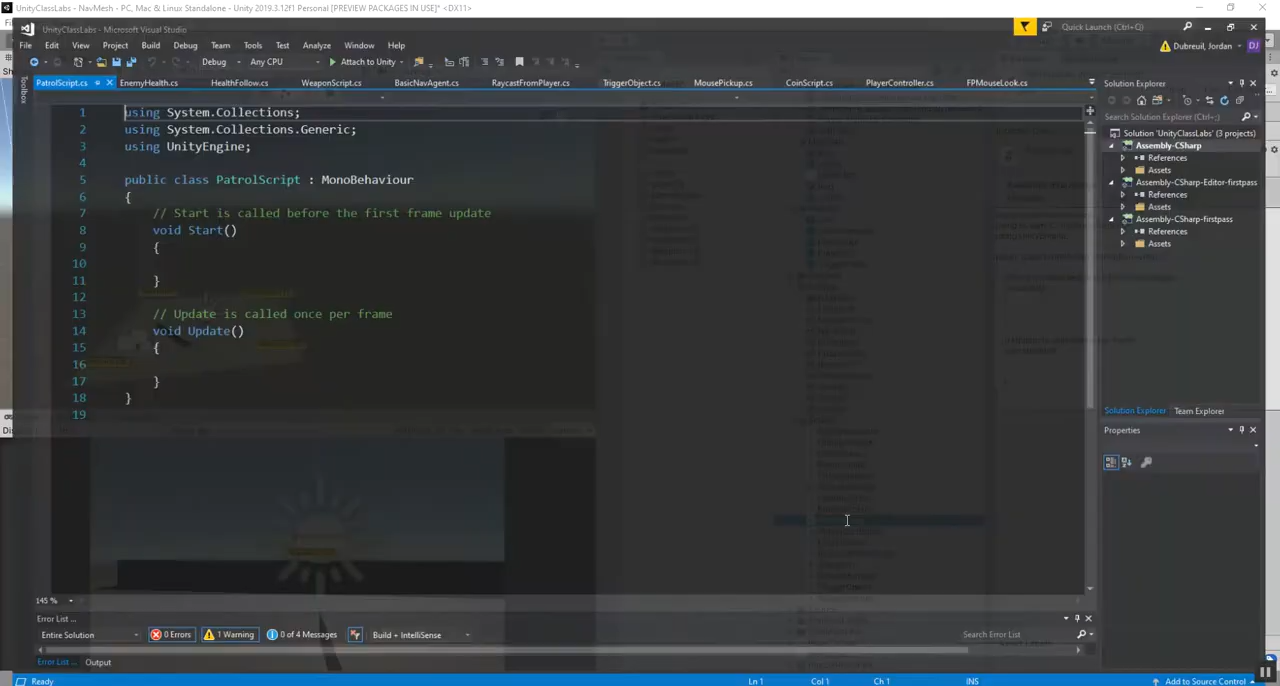 UnityClassLabs - NavMesh - PC, Mac & Linux Standalone - Unity 2019.3.12f1 Personal [PREVIEW PACKAGES IN USE]* <DX11>
UnityClassLabs - Microsoft Visual Studio
Quick Launch (Ctrl+;)
File Edit View Project Build Debug Team Tools Test Analyze Window Help
Dubreuil, Jordan DJ
Debug Any CPU Attach to Unity
Toolbox
PatrolScript.cs EnemyHealth.cs HealthFollow.cs WeaponScript.cs BasicNavAgent.cs RaycastFromPlayer.cs TriggerObject.cs MousePickup.cs CoinScript.cs PlayerController.cs FPMouseLook.cs
1 using System.Collections;
2 using System.Collections.Generic;
3 using UnityEngine;
4
5 public class PatrolScript : MonoBehaviour
6 {
7 // Start is called before the first frame update
8 void Start()
9 {
10
11 }
12
13 // Update is called once per frame
14 void Update()
15 {
16
17 }
18 }
19
Solution Explorer
Search Solution Explorer (Ctrl+;)
Solution 'UnityClassLabs' (3 projects)
Assembly-CSharp
References
Assets
Assembly-CSharp-Editor-firstpass
References
Assets
Assembly-CSharp-firstpass
References
Assets
Solution Explorer Team Explorer
Properties
145 %
Error List ...
Entire Solution 0 Errors 1 Warning 0 of 4 Messages Build + IntelliSense Search Error List
Error List ... Output
Ready Ln 1 Col 1 Ch 1 INS Add to Source Control